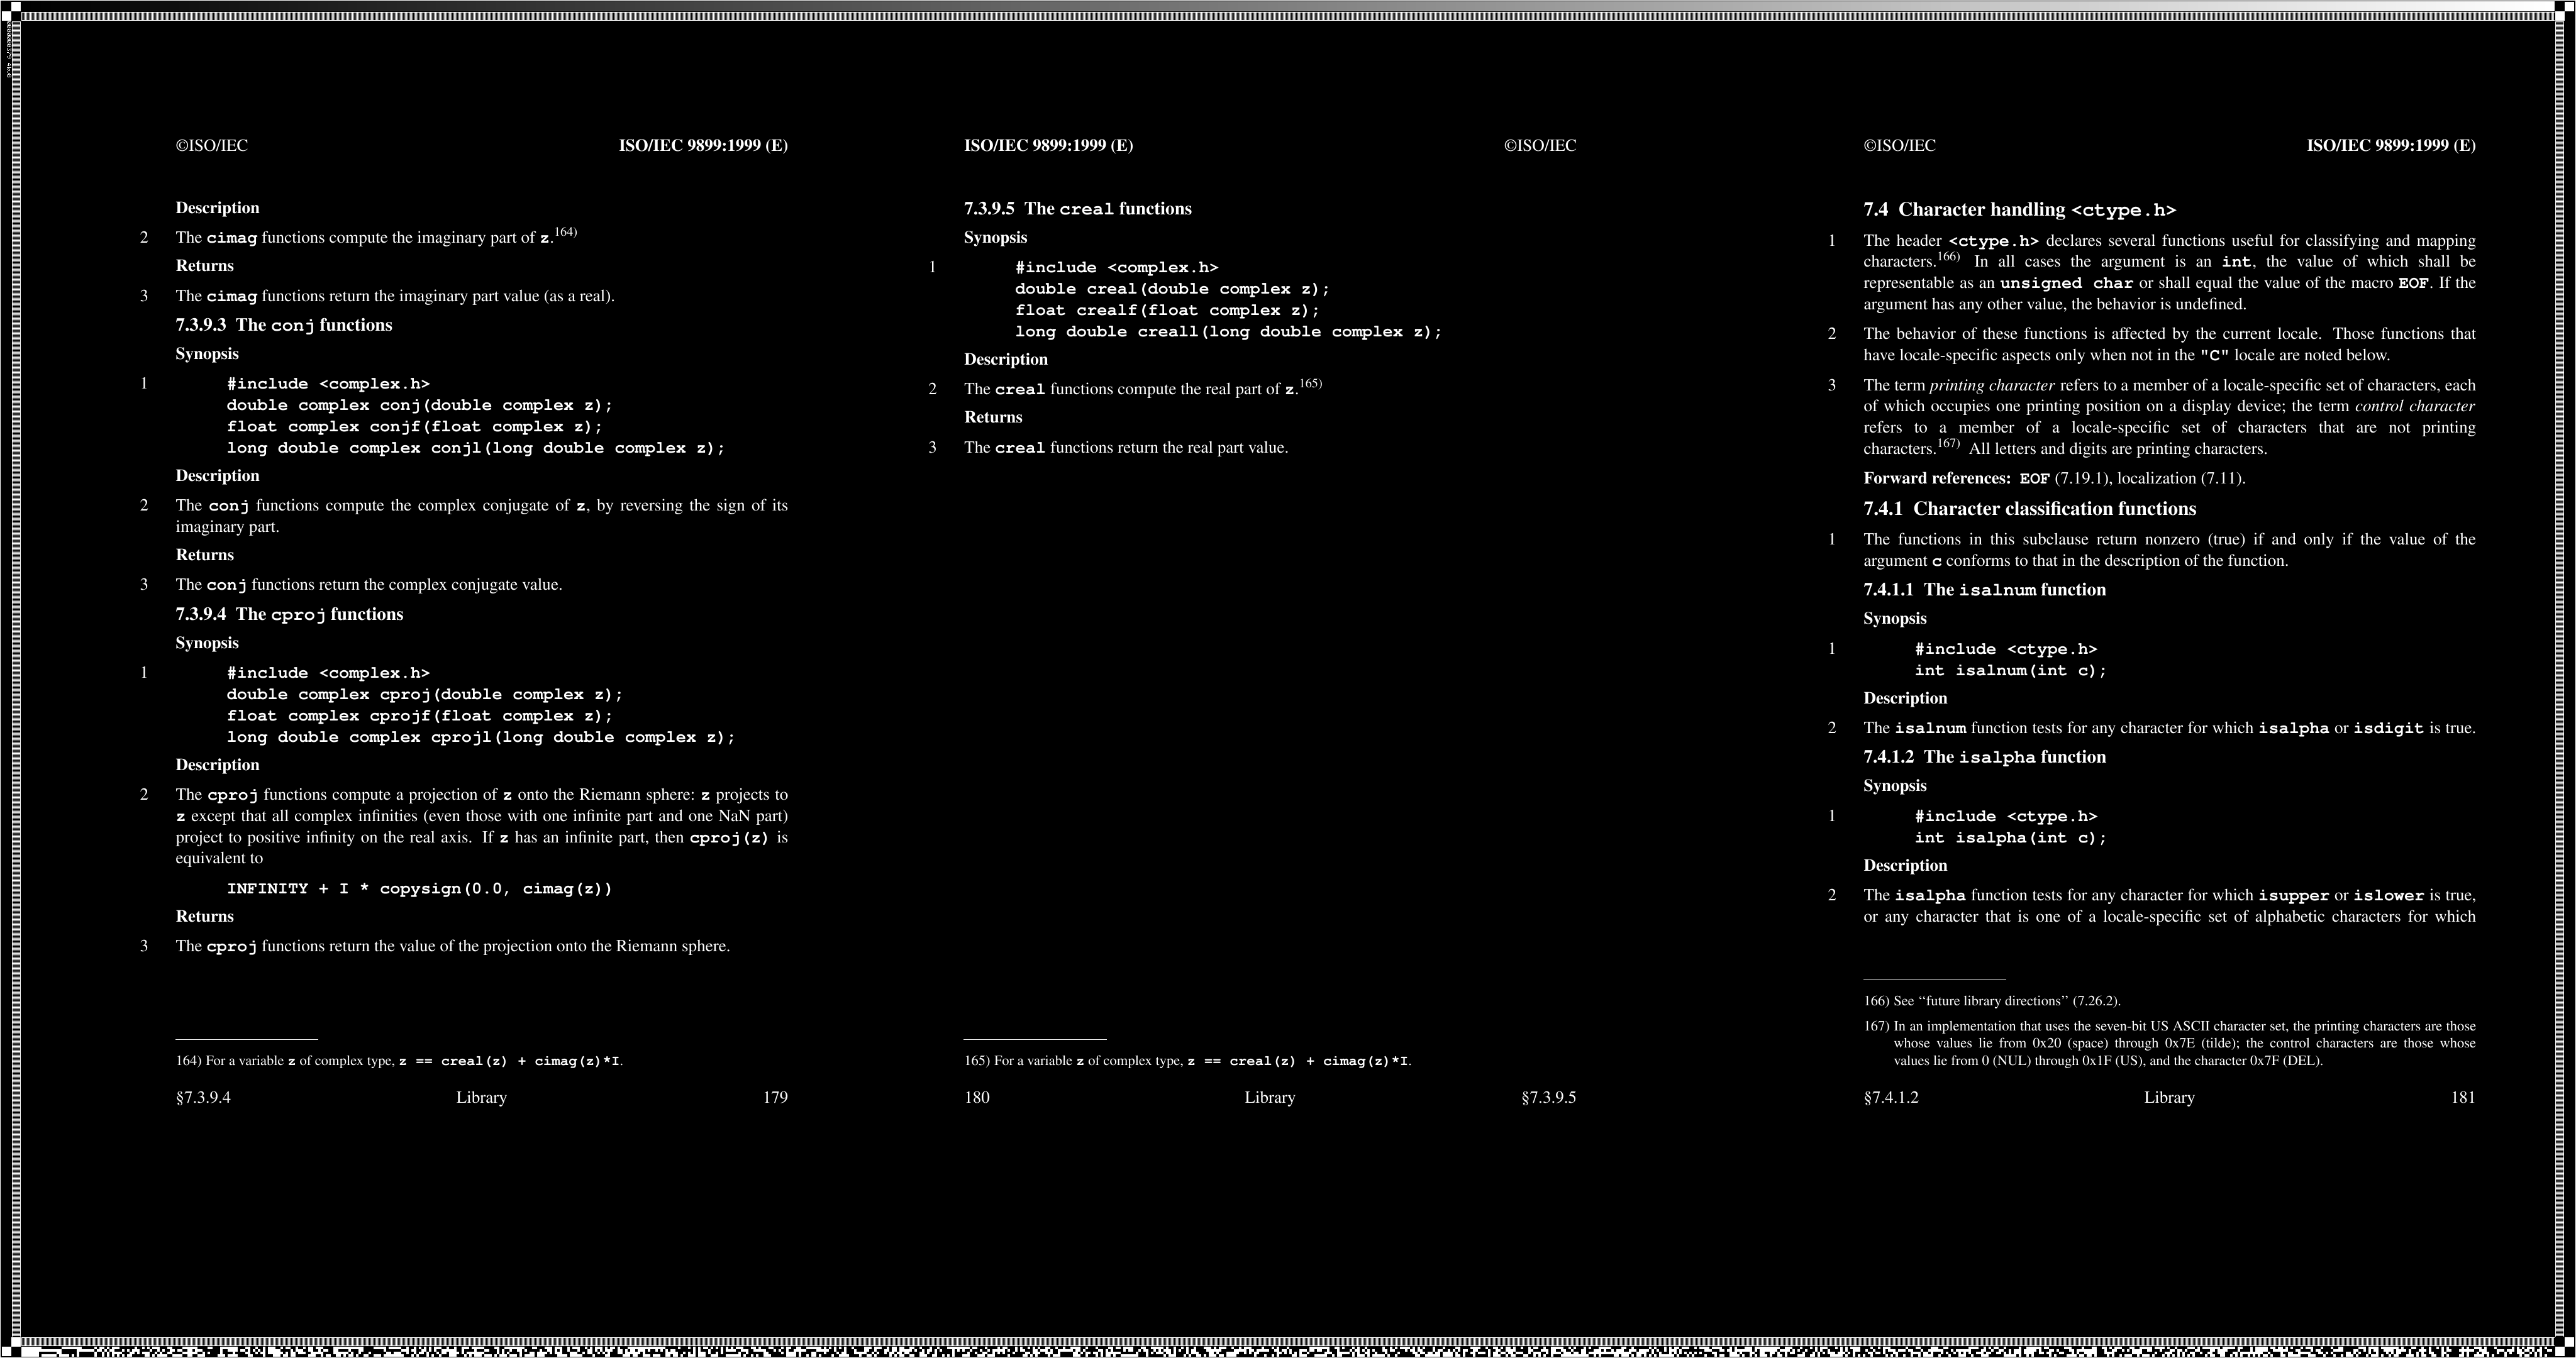 ©ISO/IEC ISO/IEC 9899:1999 (E)
Description
2 The cimag functions compute the imaginary part of z.164)
Returns
3 The cimag functions return the imaginary part value (as a real).
7.3.9.3 The conj functions
Synopsis
1 #include <complex.h>
double complex conj(double complex z);
float complex conjf(float complex z);
long double complex conjl(long double complex z);
Description
2 The conj functions compute the complex conjugate of z, by reversing the sign of its
imaginary part.
Returns
3 The conj functions return the complex conjugate value.
7.3.9.4 The cproj functions
Synopsis
1 #include <complex.h>
double complex cproj(double complex z);
float complex cprojf(float complex z);
long double complex cprojl(long double complex z);
Description
2 The cproj functions compute a projection of z onto the Riemann sphere: z projects to
z except that all complex infinities (even those with one infinite part and one NaN part)
project to positive infinity on the real axis. If z has an infinite part, then cproj(z) is
equivalent to
INFINITY + I * copysign(0.0, cimag(z))
Returns
3 The cproj functions return the value of the projection onto the Riemann sphere.
164) For a variable z of complex type, z == creal(z) + cimag(z)*I.
§7.3.9.4 Library 179
ISO/IEC 9899:1999 (E) ©ISO/IEC
7.3.9.5 The creal functions
Synopsis
1 #include <complex.h>
double creal(double complex z);
float crealf(float complex z);
long double creall(long double complex z);
Description
2 The creal functions compute the real part of z.165)
Returns
3 The creal functions return the real part value.
165) For a variable z of complex type, z == creal(z) + cimag(z)*I.
180 Library §7.3.9.5
©ISO/IEC ISO/IEC 9899:1999 (E)
7.4 Character handling <ctype.h>
1 The header <ctype.h> declares several functions useful for classifying and mapping
characters.166) In all cases the argument is an int, the value of which shall be
representable as an unsigned char or shall equal the value of the macro EOF. If the
argument has any other value, the behavior is undefined.
2 The behavior of these functions is affected by the current locale. Those functions that
have locale-specific aspects only when not in the "C" locale are noted below.
3 The term printing character refers to a member of a locale-specific set of characters, each
of which occupies one printing position on a display device; the term control character
refers to a member of a locale-specific set of characters that are not printing
characters.167) All letters and digits are printing characters.
Forward references: EOF (7.19.1), localization (7.11).
7.4.1 Character classification functions
1 The functions in this subclause return nonzero (true) if and only if the value of the
argument c conforms to that in the description of the function.
7.4.1.1 The isalnum function
Synopsis
1 #include <ctype.h>
int isalnum(int c);
Description
2 The isalnum function tests for any character for which isalpha or isdigit is true.
7.4.1.2 The isalpha function
Synopsis
1 #include <ctype.h>
int isalpha(int c);
Description
2 The isalpha function tests for any character for which isupper or islower is true,
or any character that is one of a locale-specific set of alphabetic characters for which
166) See ‘‘future library directions’’ (7.26.2).
167) In an implementation that uses the seven-bit US ASCII character set, the printing characters are those
whose values lie from 0x20 (space) through 0x7E (tilde); the control characters are those whose
values lie from 0 (NUL) through 0x1F (US), and the character 0x7F (DEL).
§7.4.1.2 Library 181